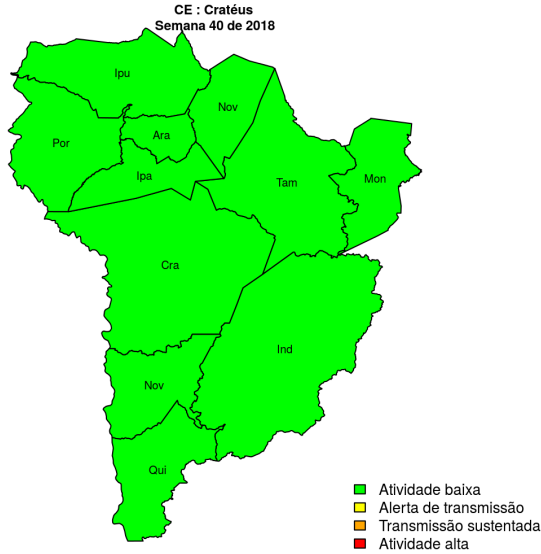 CE : Cratéus
Semana 40 de 2018
Ipu
Nov
Por
Ara
Ipa
Tam
Mon
Cra
Ind
Nov
Qui
Atividade baixa
Alerta de transmissão
Transmissão sustentada
Atividade alta